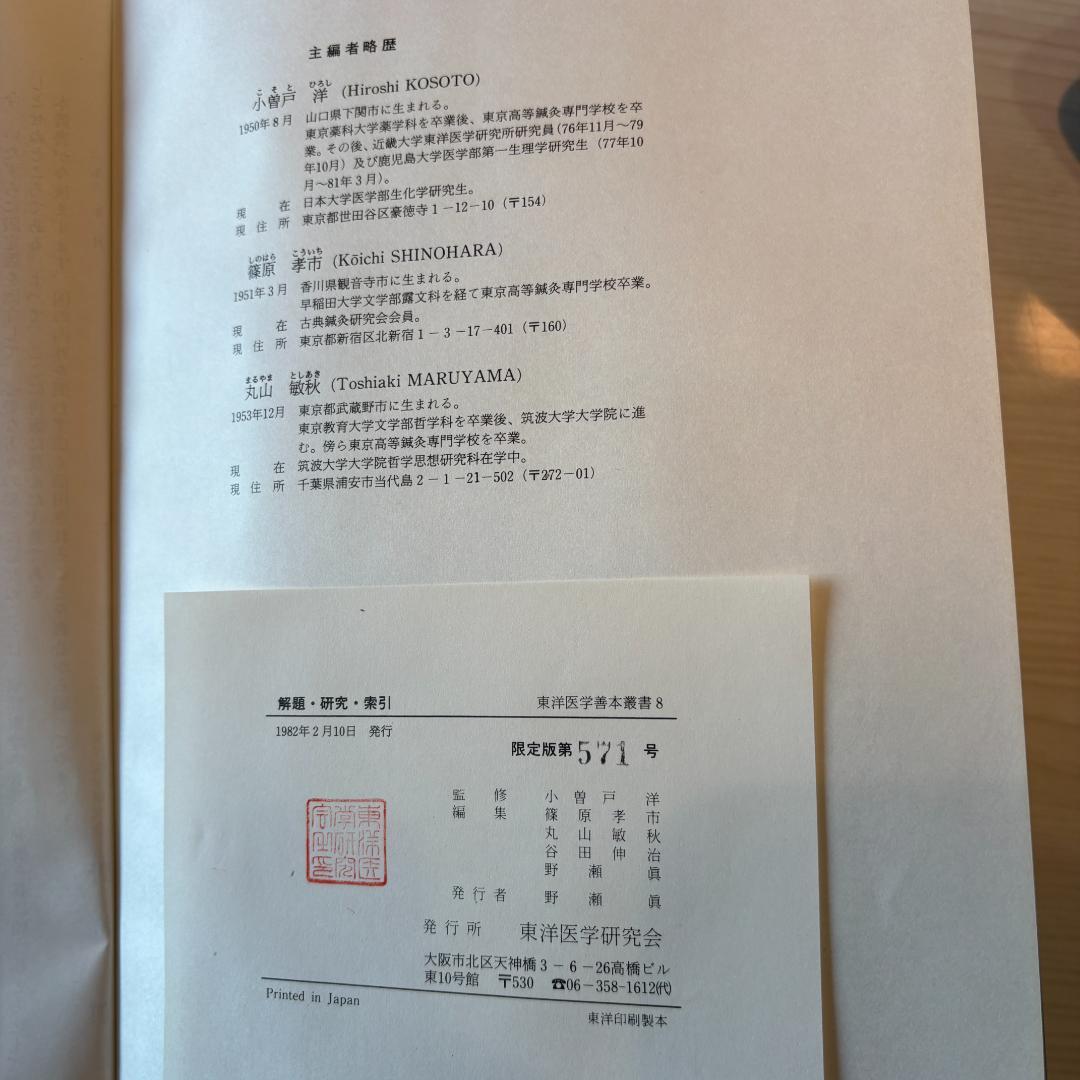 主編者略歴
こそと ひろし
小曽戸 洋 (Hiroshi KOSOTO)
1950年8月 山口県下関市に生まれる。
東京薬科大学薬学科を卒業後、東京高等鍼灸専門学校を卒
業。その後、近畿大学東洋医学研究所研究員(76年11月〜79
年10月)及び鹿児島大学医学部第一生理学研究生(77年10
月〜81年3月)。
現在 日本大学医学部生化学研究生。
現住所 東京都世田谷区豪徳寺1-12-10(〒154)
しのはら こういち
篠原 孝市 (Kōichi SHINOHARA)
1951年3月 香川県観音寺市に生まれる。
早稲田大学文学部露文科を経て東京高等鍼灸専門学校卒業。
現在 古典鍼灸研究会会員。
現住所 東京都新宿区北新宿1-3-17-401(〒160)
まるやま としあき
丸山 敏秋 (Toshiaki MARUYAMA)
1953年12月 東京都武蔵野市に生まれる。
東京教育大学文学部哲学科を卒業後、筑波大学大学院に進
む。傍ら東京高等鍼灸専門学校を卒業。
現在 筑波大学大学院哲学思想研究科在学中。
現住所 千葉県浦安市当代島2-1-21-502(〒272-01)
解題・研究・索引 東洋医学善本叢書8
1982年2月10日 発行
限定版第571号
監修 小曽戸洋
編集 篠原孝市
丸山敏秋
谷田伸治
野瀬眞
発行者 野瀬眞
発行所 東洋医学研究会
大阪市北区天神橋3-6-26高橋ビル
東10号館 〒530 ☎06-358-1612㈹
Printed in Japan
東洋印刷製本